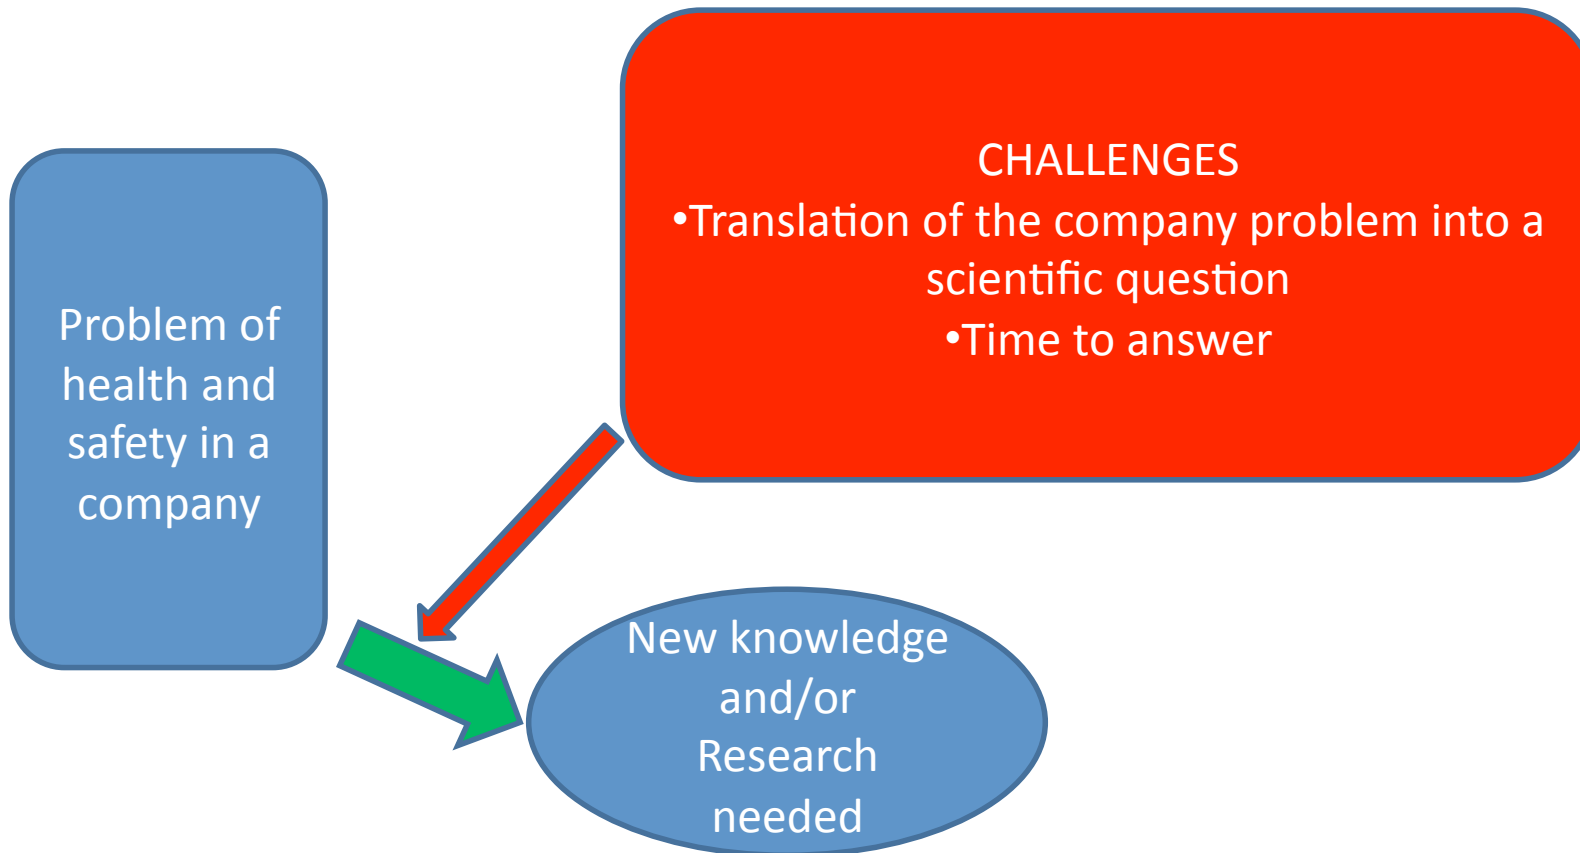 Problem of
health and
safety in a
company
CHALLENGES
•Translation of the company problem into a
scientific question
•Time to answer
New knowledge
and/or
Research
needed